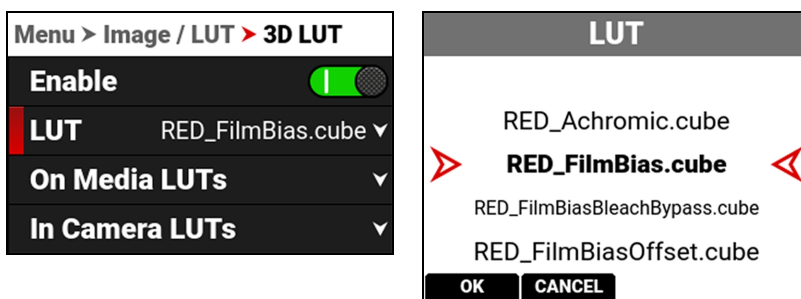 Menu > Image / LUT > 3D LUT
Enable
LUT RED_FilmBias.cube
On Media LUTs
In Camera LUTs
LUT
RED_Achromic.cube
RED_FilmBias.cube
RED_FilmBiasBleachBypass.cube
RED_FilmBiasOffset.cube
OK CANCEL